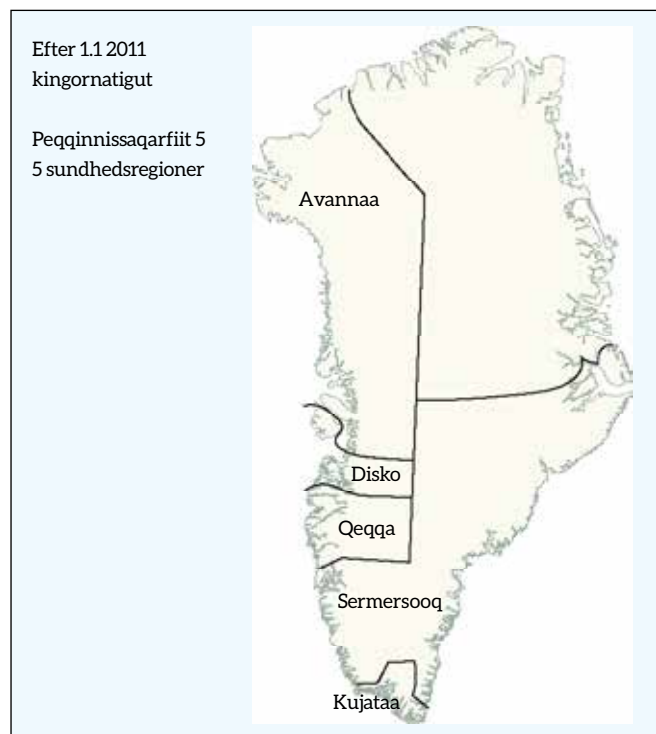 Efter 1.1 2011
kingornatigut
Peqqinnissaqarfiit 5
5 sundhedsregioner
Avannaa
Disko
Qeqqa
Sermersooq
Kujataa